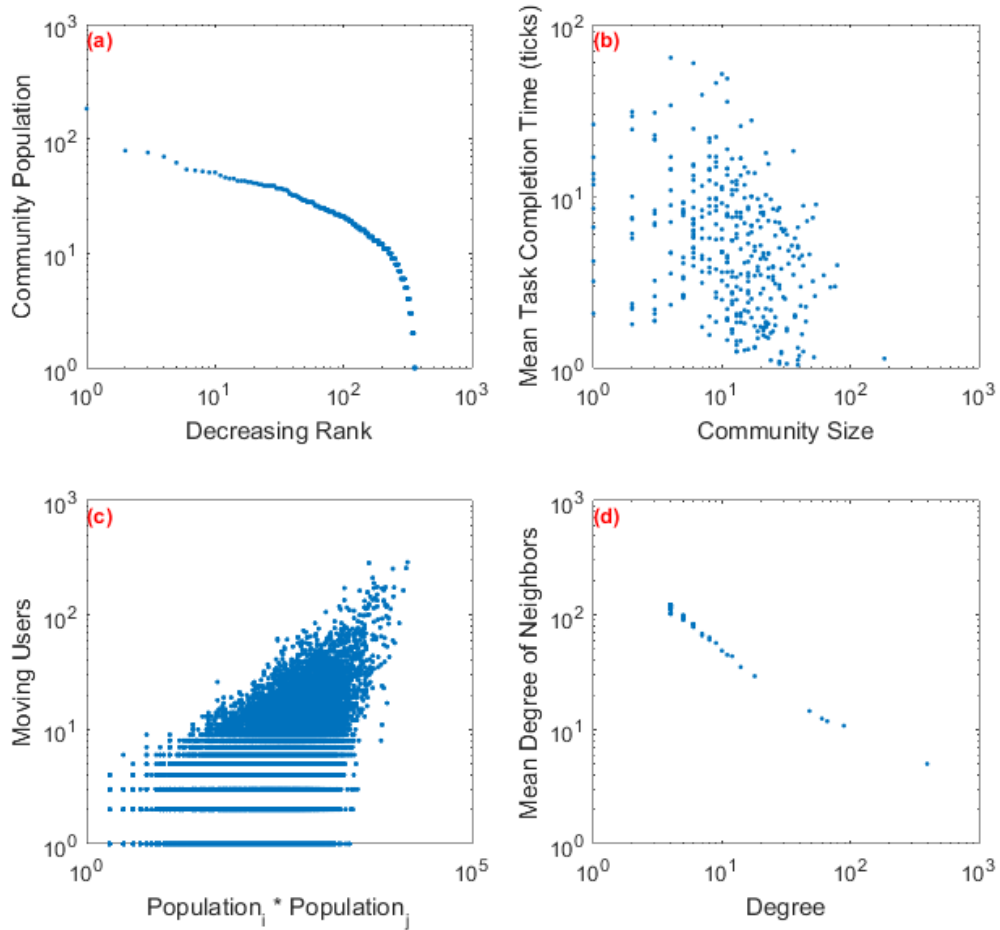 (a)
10^3
10^2
10^1
10^0
Community Population
10^0 10^1 10^2 10^3
Decreasing Rank
(b)
10^2
10^1
10^0
Mean Task Completion Time (ticks)
10^0 10^1 10^2 10^3
Community Size
(c)
10^3
10^2
10^1
10^0
Moving Users
10^0 10^5
Population_i * Population_j
(d)
10^3
10^2
10^1
10^0
Mean Degree of Neighbors
10^0 10^1 10^2 10^3
Degree